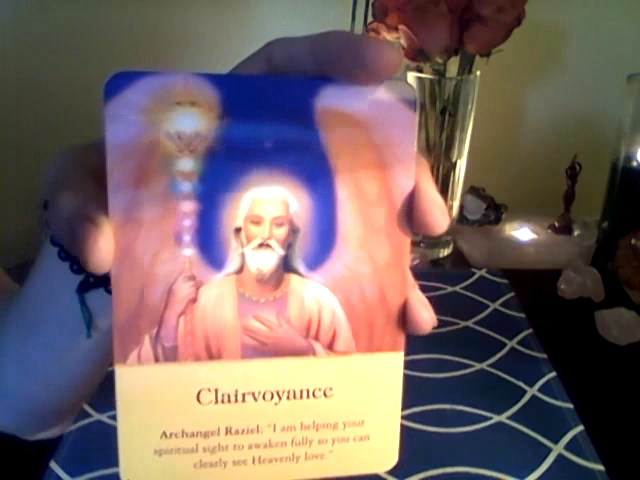 Clairvoyance
Archangel Raziel: "I am helping your
spiritual sight to awaken fully so you can
clearly see Heavenly love."